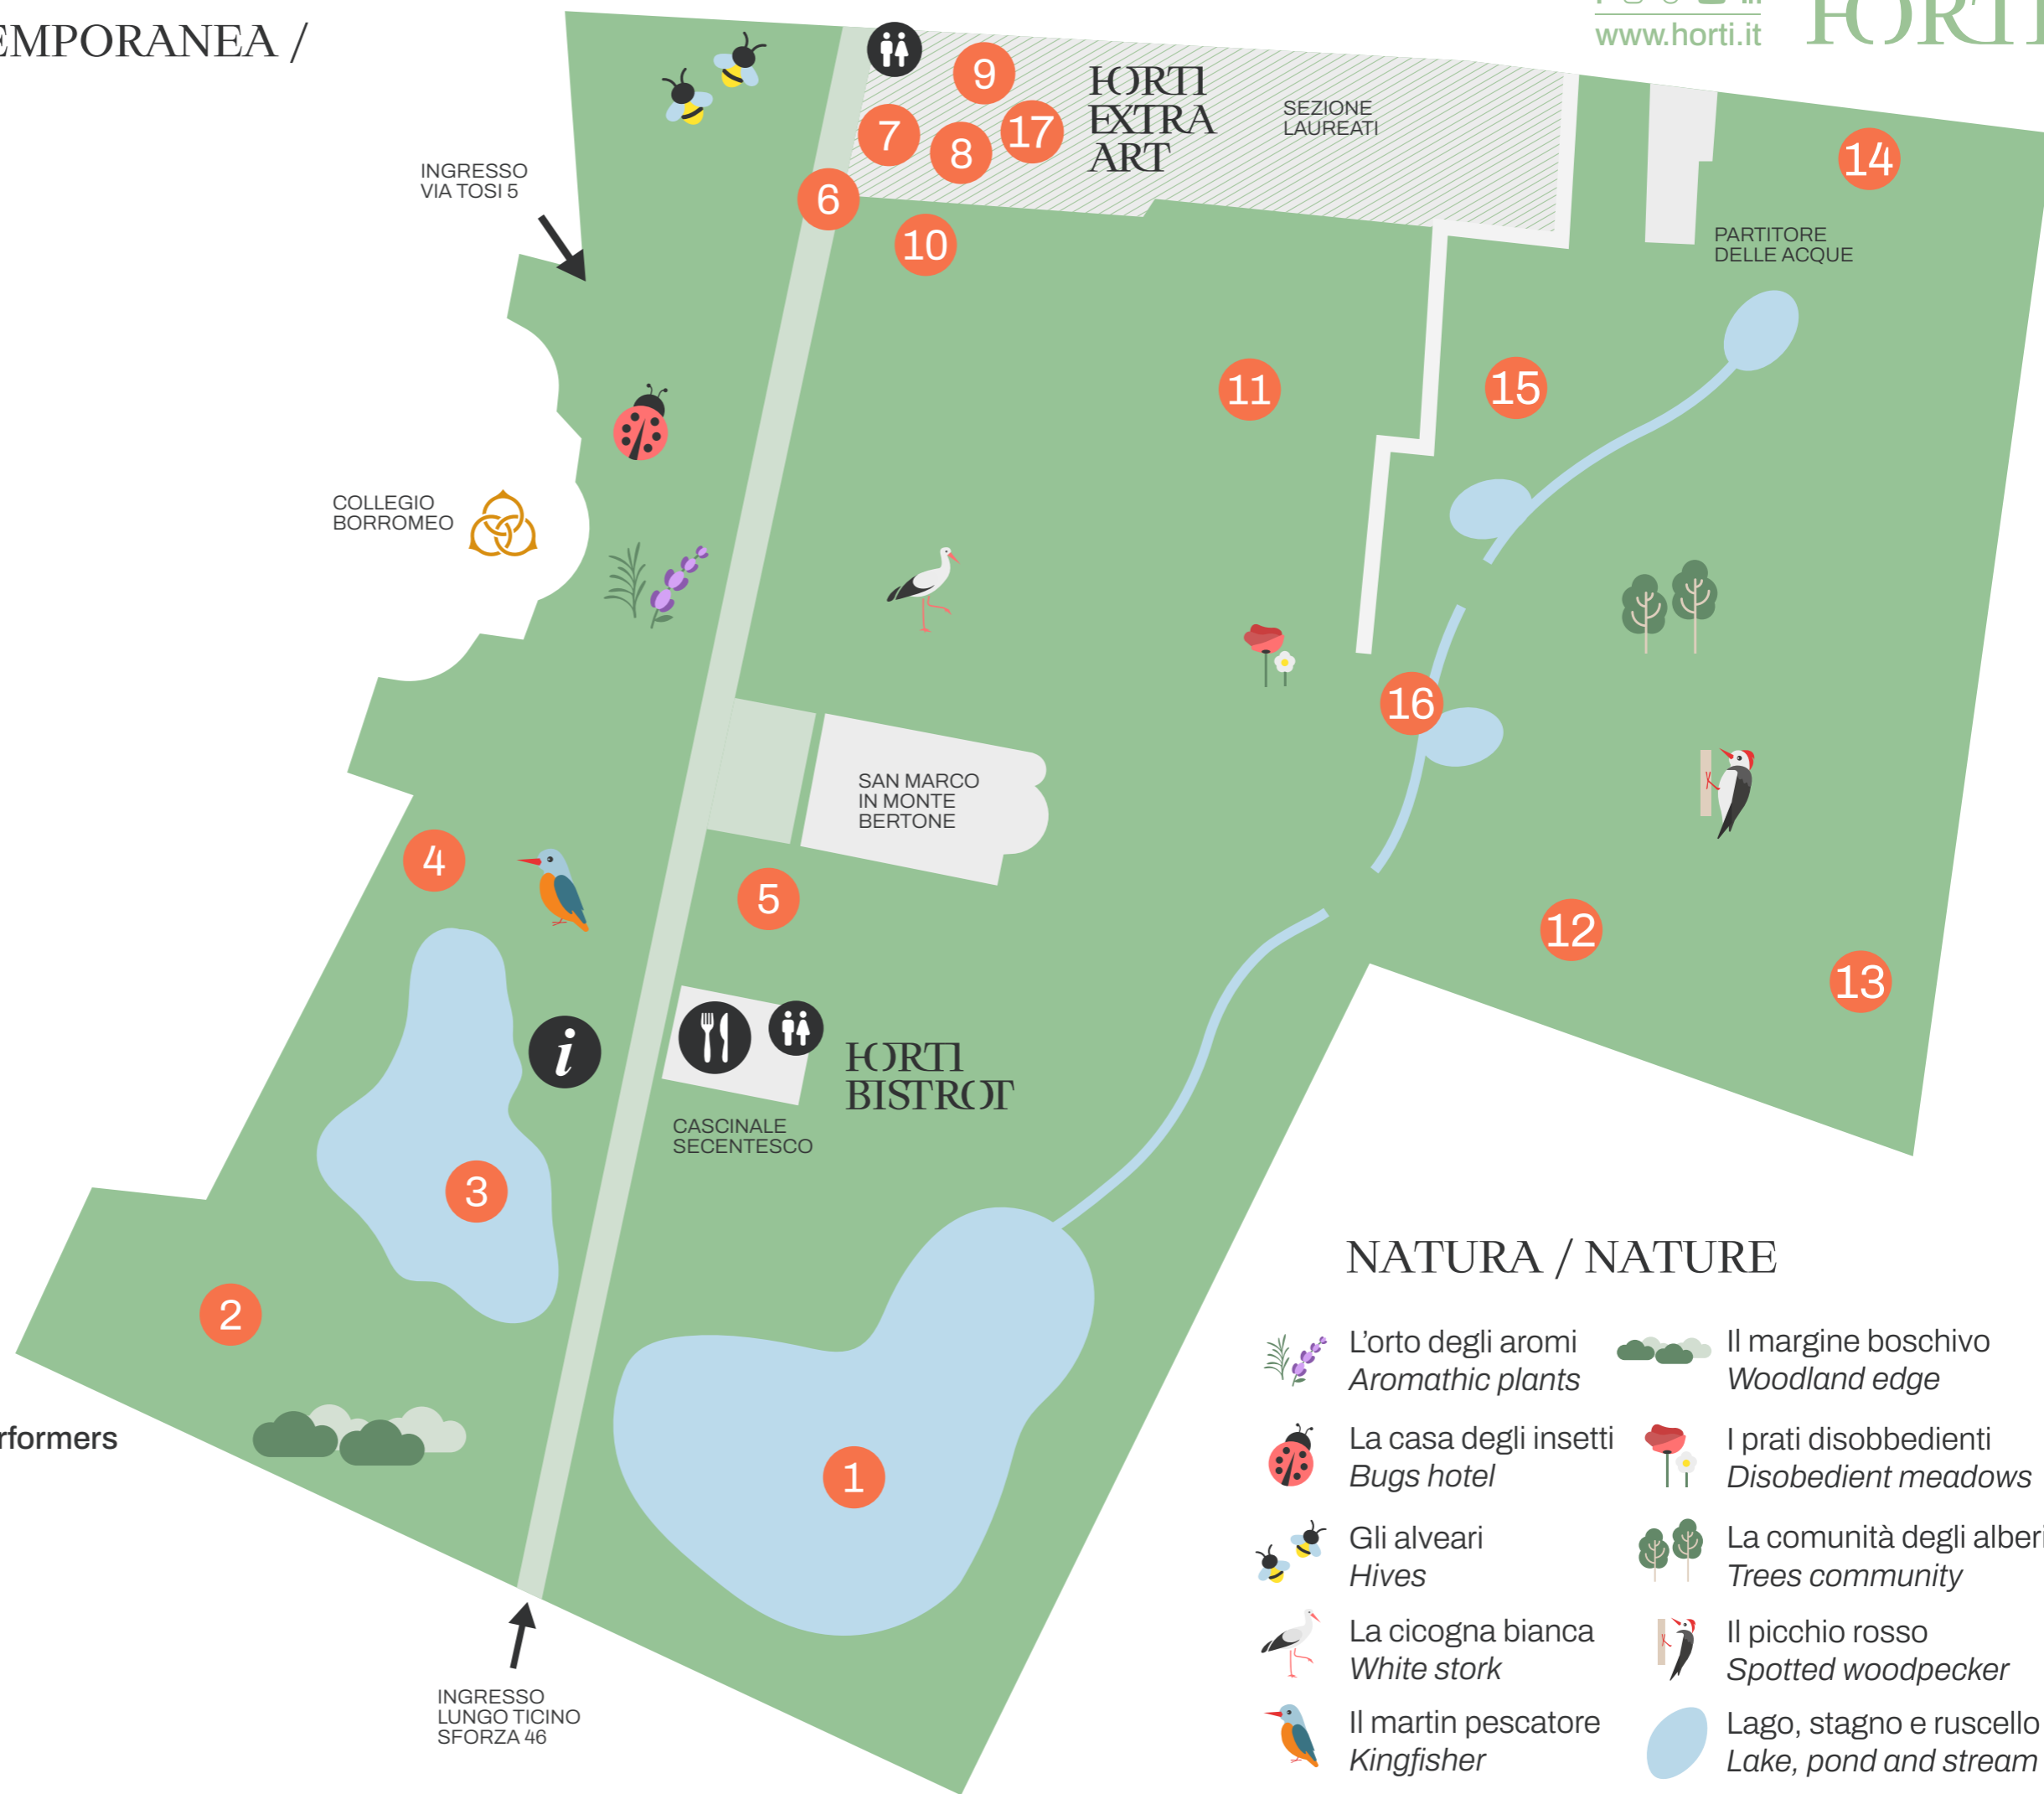 EMPORANEA /
www.horti.it
HORTI
HORTI
EXTRA
ART
SEZIONE
LAUREATI
INGRESSO
VIA TOSI 5
9
7
8
17
6
10
14
PARTITORE
DELLE ACQUE
11
15
COLLEGIO
BORROMEO
16
SAN MARCO
IN MONTE
BERTONE
4
5
12
13
i
HORTI
BISTROT
CASCINALE
SECENTESCO
3
2
1
rformers
INGRESSO
LUNGO TICINO
SFORZA 46
NATURA / NATURE
L'orto degli aromi
Aromathic plants
La casa degli insetti
Bugs hotel
Gli alveari
Hives
La cicogna bianca
White stork
Il martin pescatore
Kingfisher
Il margine boschivo
Woodland edge
I prati disobbedienti
Disobedient meadows
La comunità degli alberi
Trees community
Il picchio rosso
Spotted woodpecker
Lago, stagno e ruscello
Lake, pond and stream